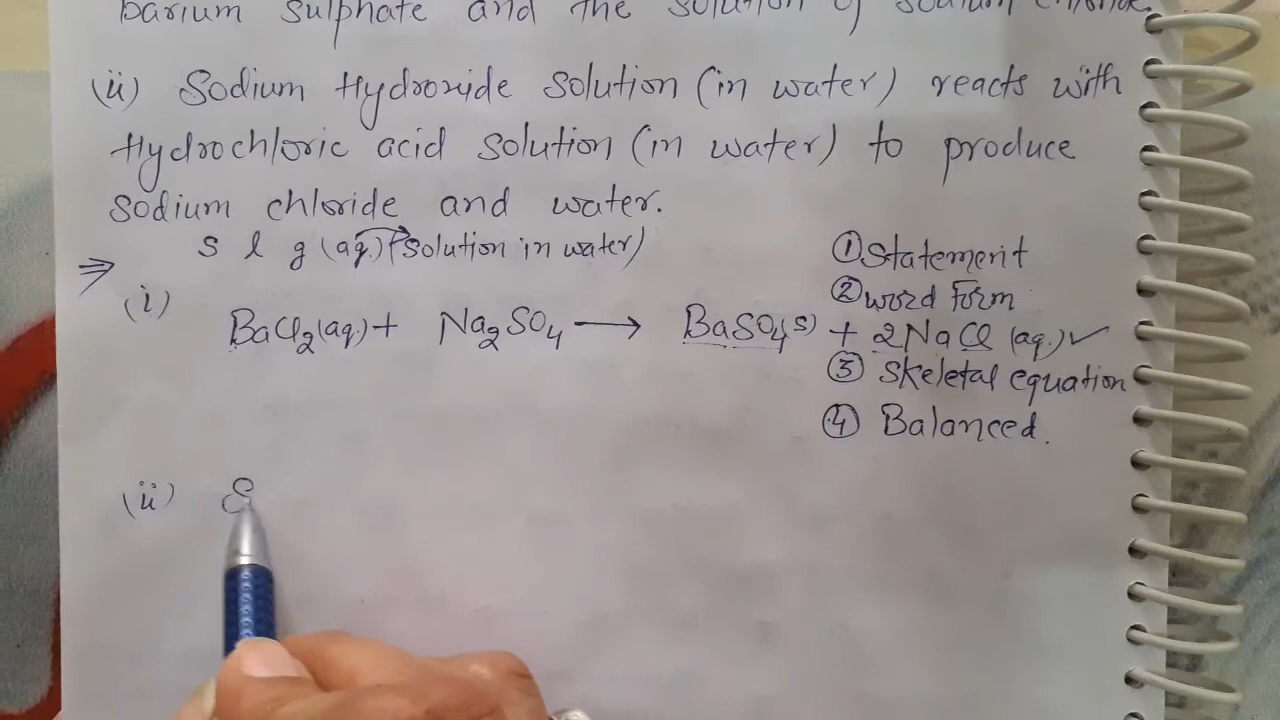 Barium Sulphate and the solution of sodium chloride.
(ii) Sodium Hydroxide Solution (in water) reacts with
Hydrochloric acid solution (in water) to produce
sodium chloride and water.
s l g (aq.) (solution in water)
① Statement
② word Form
⇒ (i) BaCl₂(aq.) + Na₂SO₄ → BaSO₄(s) + 2NaCl (aq.) ✓
③ Skeletal equation
④ Balanced.
(ii) S